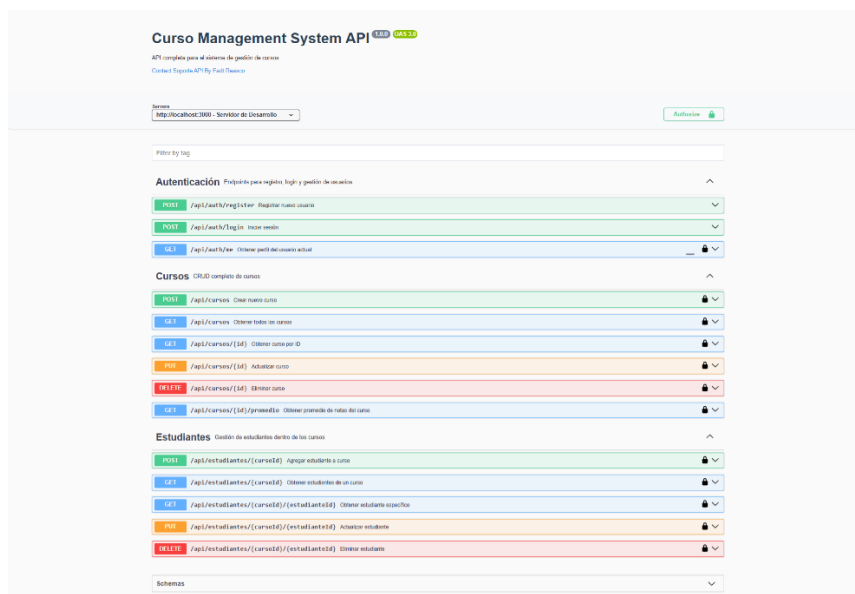 Curso Management System API 1.0.0 OAS 3.0
API completa para el sistema de gestión de cursos
Contact Soporte API By
Servers
http://localhost:3000 - Servidor de Desarrollo
Authorize
Filter by tag
Autenticación Endpoints para registro, login y gestión de usuarios
POST /api/auth/register Registrar nuevo usuario
POST /api/auth/login Iniciar sesión
GET /api/auth/me Obtener perfil del usuario actual
Cursos CRUD completo de cursos
POST /api/cursos Crear nuevo curso
GET /api/cursos Obtener todos los cursos
GET /api/cursos/{id} Obtener curso por ID
PUT /api/cursos/{id} Actualizar curso
DELETE /api/cursos/{id} Eliminar curso
GET /api/cursos/{id}/promedio Obtener promedio de notas del curso
Estudiantes Gestión de estudiantes dentro de los cursos
POST /api/estudiantes/{cursoId} Agregar estudiante a curso
GET /api/estudiantes/{cursoId} Obtener estudiantes de un curso
GET /api/estudiantes/{cursoId}/{estudianteId} Obtener estudiante específico
PUT /api/estudiantes/{cursoId}/{estudianteId} Actualizar estudiante
DELETE /api/estudiantes/{cursoId}/{estudianteId} Eliminar estudiante
Schemas